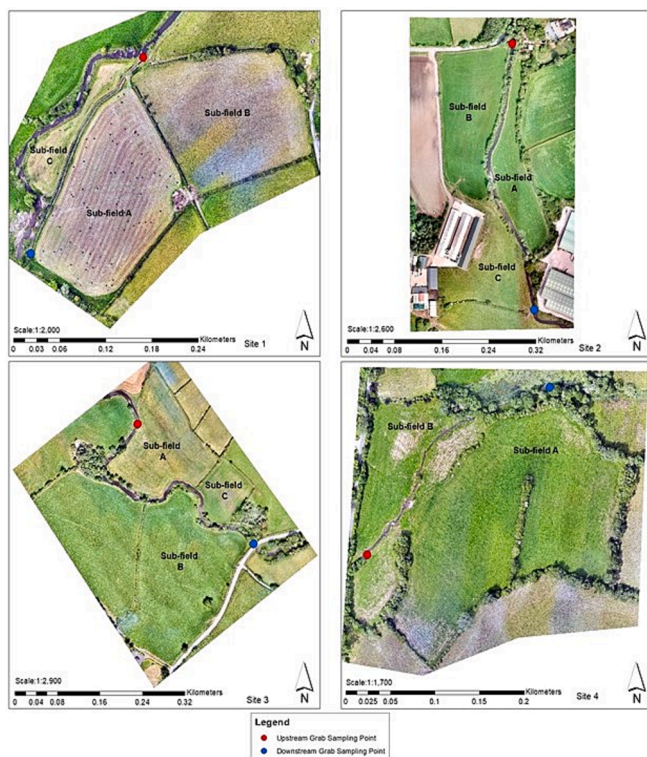 Sub-field
B
Sub-field
C
Sub-field A
Scale:1:2,000
Kilometers
0 0.03 0.06 0.12 0.18 0.24
Site 1
N
Sub-field
B
Sub-field
A
Sub-field
C
Scale:1:2,600
Kilometers
0 0.04 0.08 0.16 0.24 0.32
Site 2
N
Sub-field
A
Sub-field
C
Sub-field
B
Scale:1:2,900
Kilometers
0 0.04 0.08 0.16 0.24 0.32
Site 3
N
Sub-field B
Sub-field A
Scale:1:1,700
Kilometers
0 0.025 0.05 0.1 0.15 0.2
Site 4
N
Legend
Upstream Grab Sampling Point
Downstream Grab Sampling Point